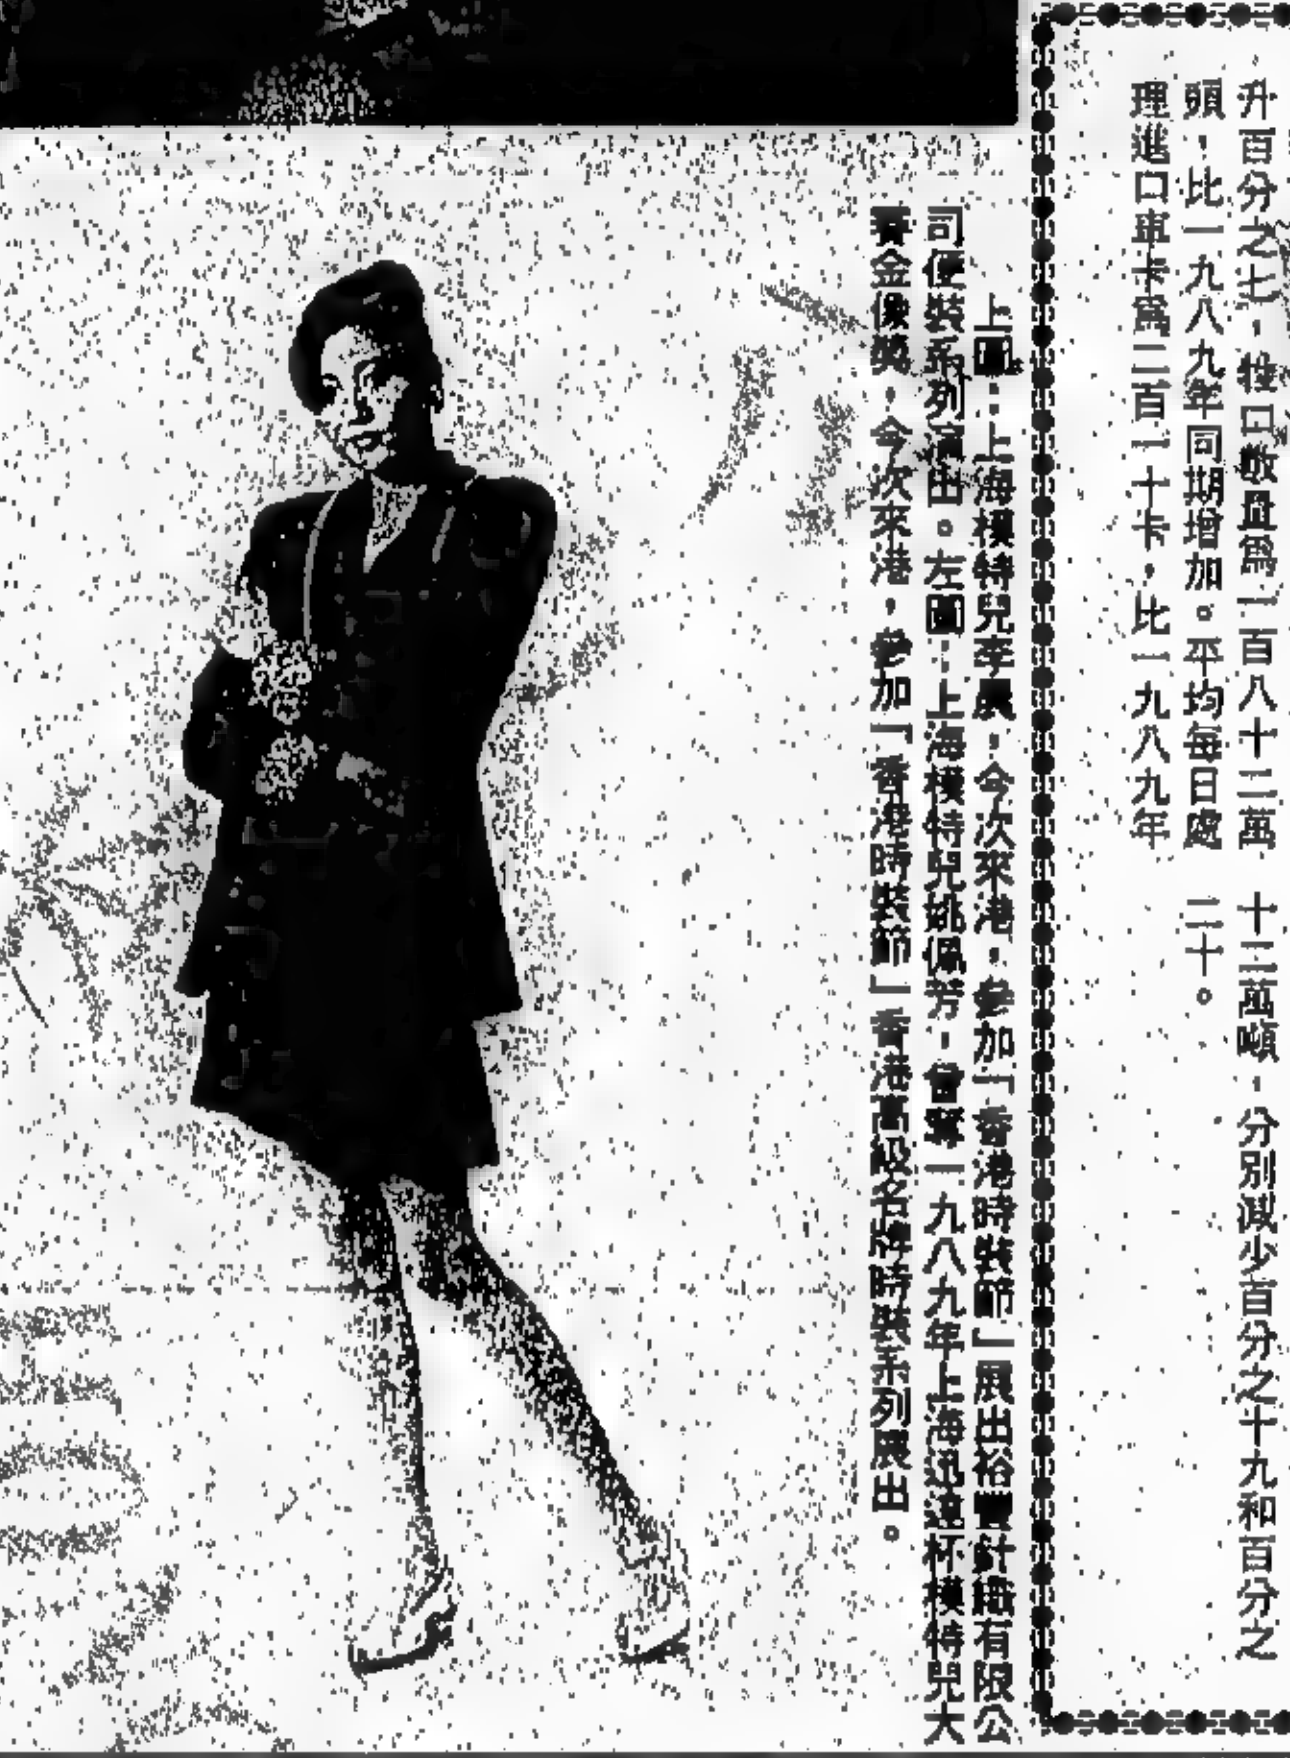 升百分之七,牲口數量爲一百八十二萬
頭,比一九八九年同期增加。平均每日處
理進口車卡爲二百一十卡,比一九八九年
十二萬噸,分別減少百分之十九和百分之
二十。
上圖:上海模特兒李晨,今次來港,參加「香港時裝節」展出裕豐針織有限公
司便裝系列演出。左圖:上海模特兒姚佩芳,曾奪一九八九年上海迅達杯模特兒大
賽金像獎,今次來港,參加「香港時裝節」香港高級名牌時裝系列展出。